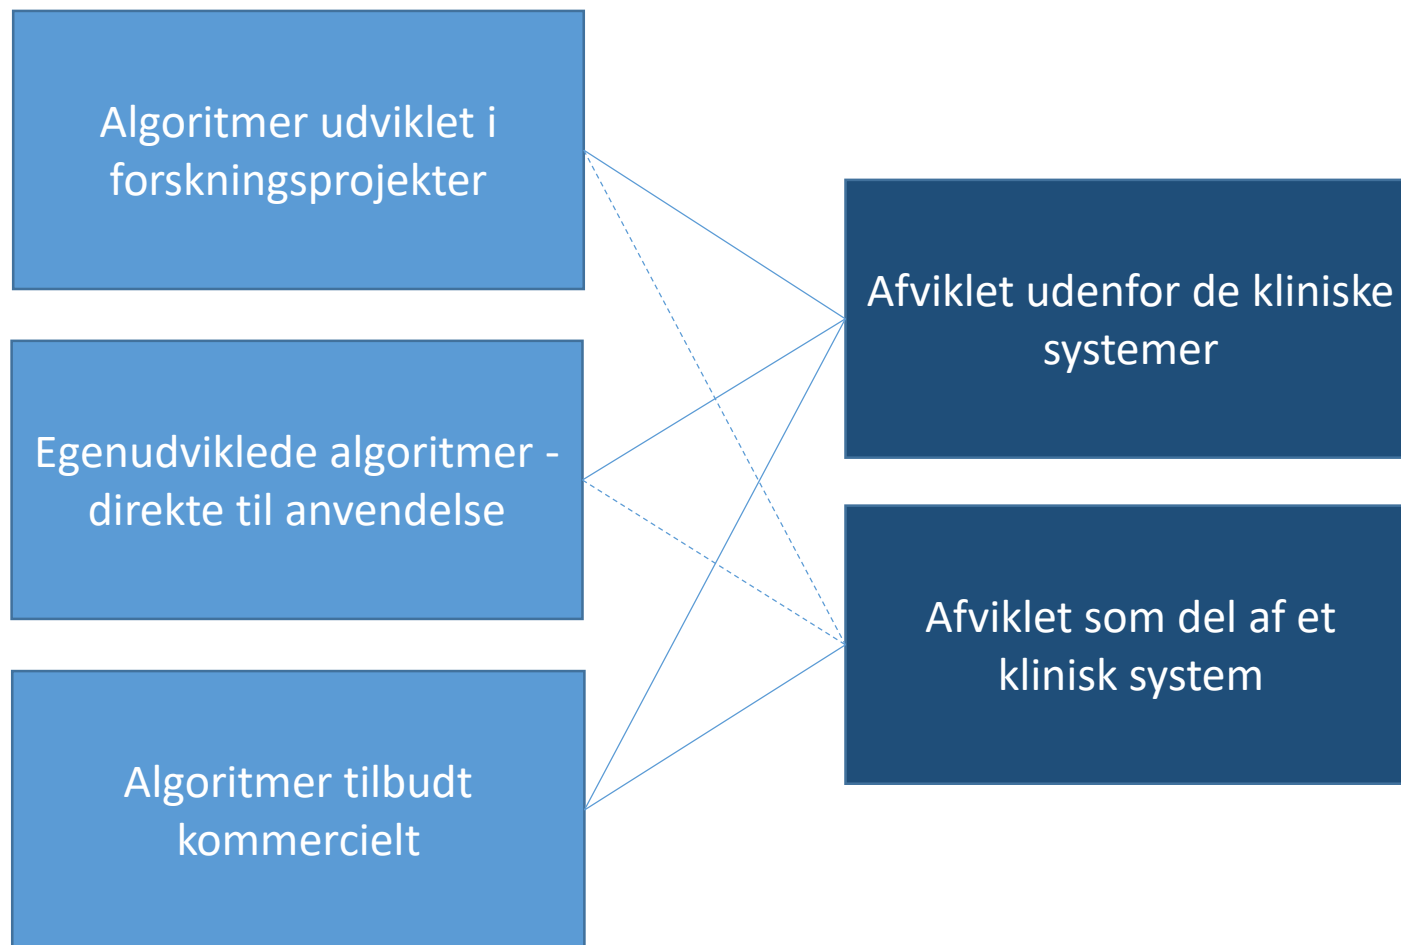 Algoritmer udviklet i
forskningsprojekter
Egenudviklede algoritmer -
direkte til anvendelse
Algoritmer tilbudt
kommercielt
Afviklet udenfor de kliniske
systemer
Afviklet som del af et
klinisk system